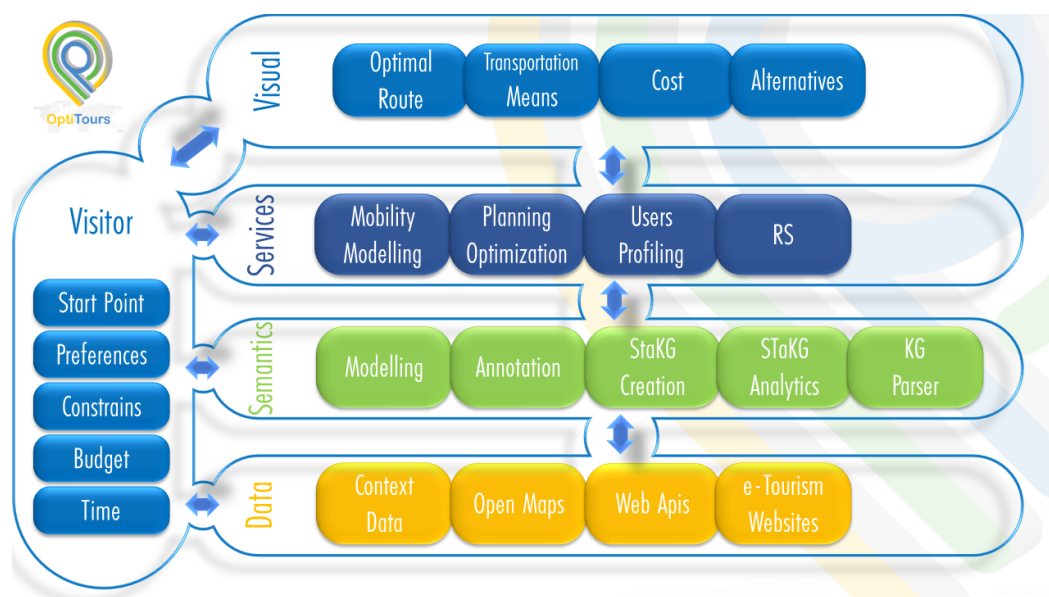 OptiTours
Visual
Optimal
Route
Transportation
Means
Cost
Alternatives
Visitor
Start Point
Preferences
Constrains
Budget
Time
Services
Mobility
Modelling
Planning
Optimization
Users
Profiling
RS
Semantics
Modelling
Annotation
StaKG
Creation
STaKG
Analytics
KG
Parser
Data
Context
Data
Open Maps
Web Apis
e-Tourism
Websites